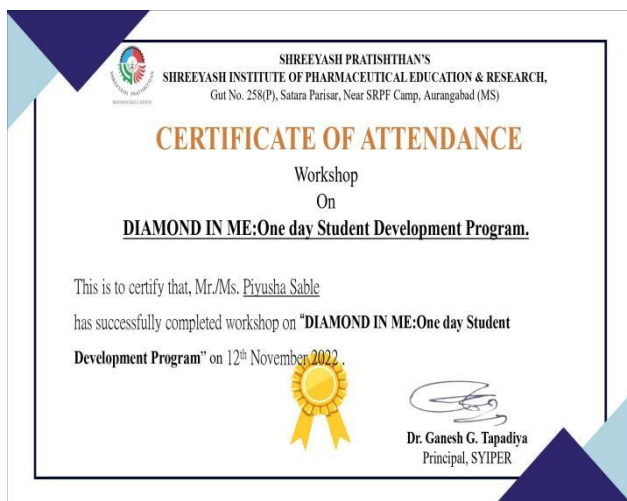 SHREEYASH PRATISHTHAN'S
SHREEYASH INSTITUTE OF PHARMACEUTICAL EDUCATION & RESEARCH,
Gut No. 258(P), Satara Parisar, Near SRPF Camp, Aurangabad (MS)
CERTIFICATE OF ATTENDANCE
Workshop
On
DIAMOND IN ME:One day Student Development Program.
This is to certify that, Mr./Ms. Piyusha Sable
has successfully completed workshop on "DIAMOND IN ME:One day Student
Development Program" on 12th November 2022 .
Dr. Ganesh G. Tapadiya
Principal, SYIPER